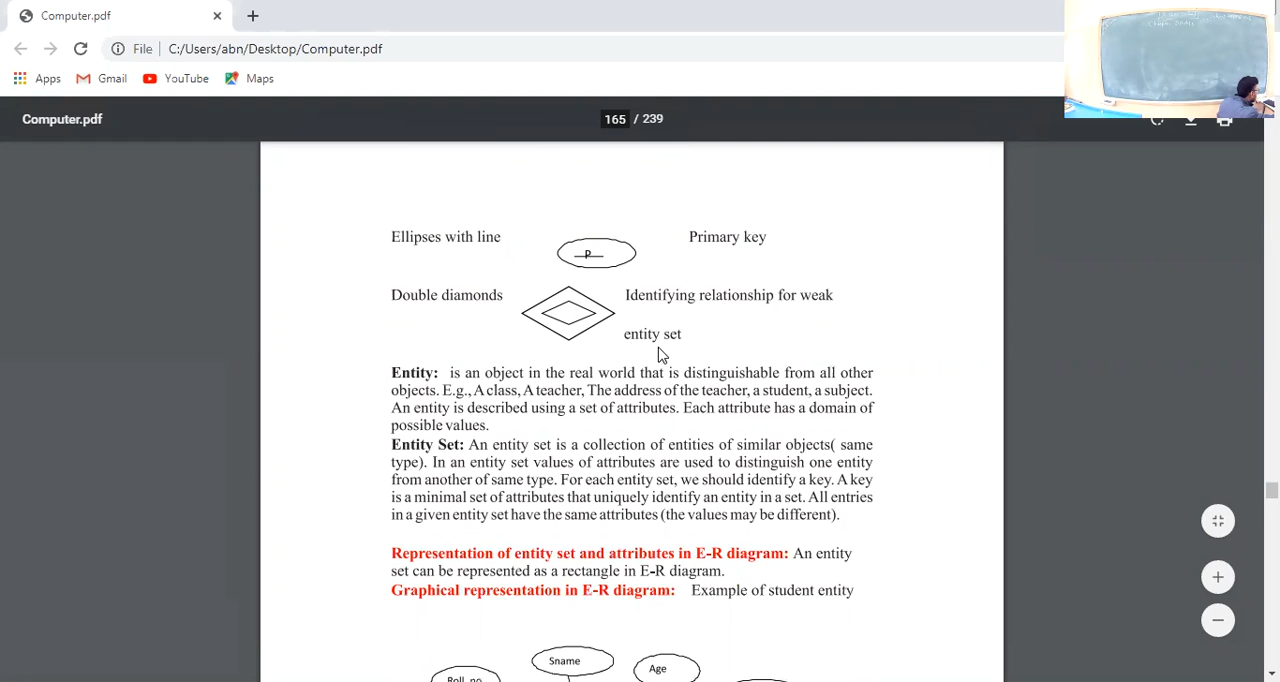 Computer.pdf
File C:/Users/abn/Desktop/Computer.pdf
Apps Gmail YouTube Maps
Computer.pdf 165 / 239
Ellipses with line P Primary key
Double diamonds Identifying relationship for weak
entity set
Entity: is an object in the real world that is distinguishable from all other
objects. E.g., A class, A teacher, The address of the teacher, a student, a subject.
An entity is described using a set of attributes. Each attribute has a domain of
possible values.
Entity Set: An entity set is a collection of entities of similar objects( same
type). In an entity set values of attributes are used to distinguish one entity
from another of same type. For each entity set, we should identify a key. A key
is a minimal set of attributes that uniquely identify an entity in a set. All entries
in a given entity set have the same attributes (the values may be different).
Representation of entity set and attributes in E-R diagram: An entity
set can be represented as a rectangle in E-R diagram.
Graphical representation in E-R diagram: Example of student entity
Sname
Age
Roll no